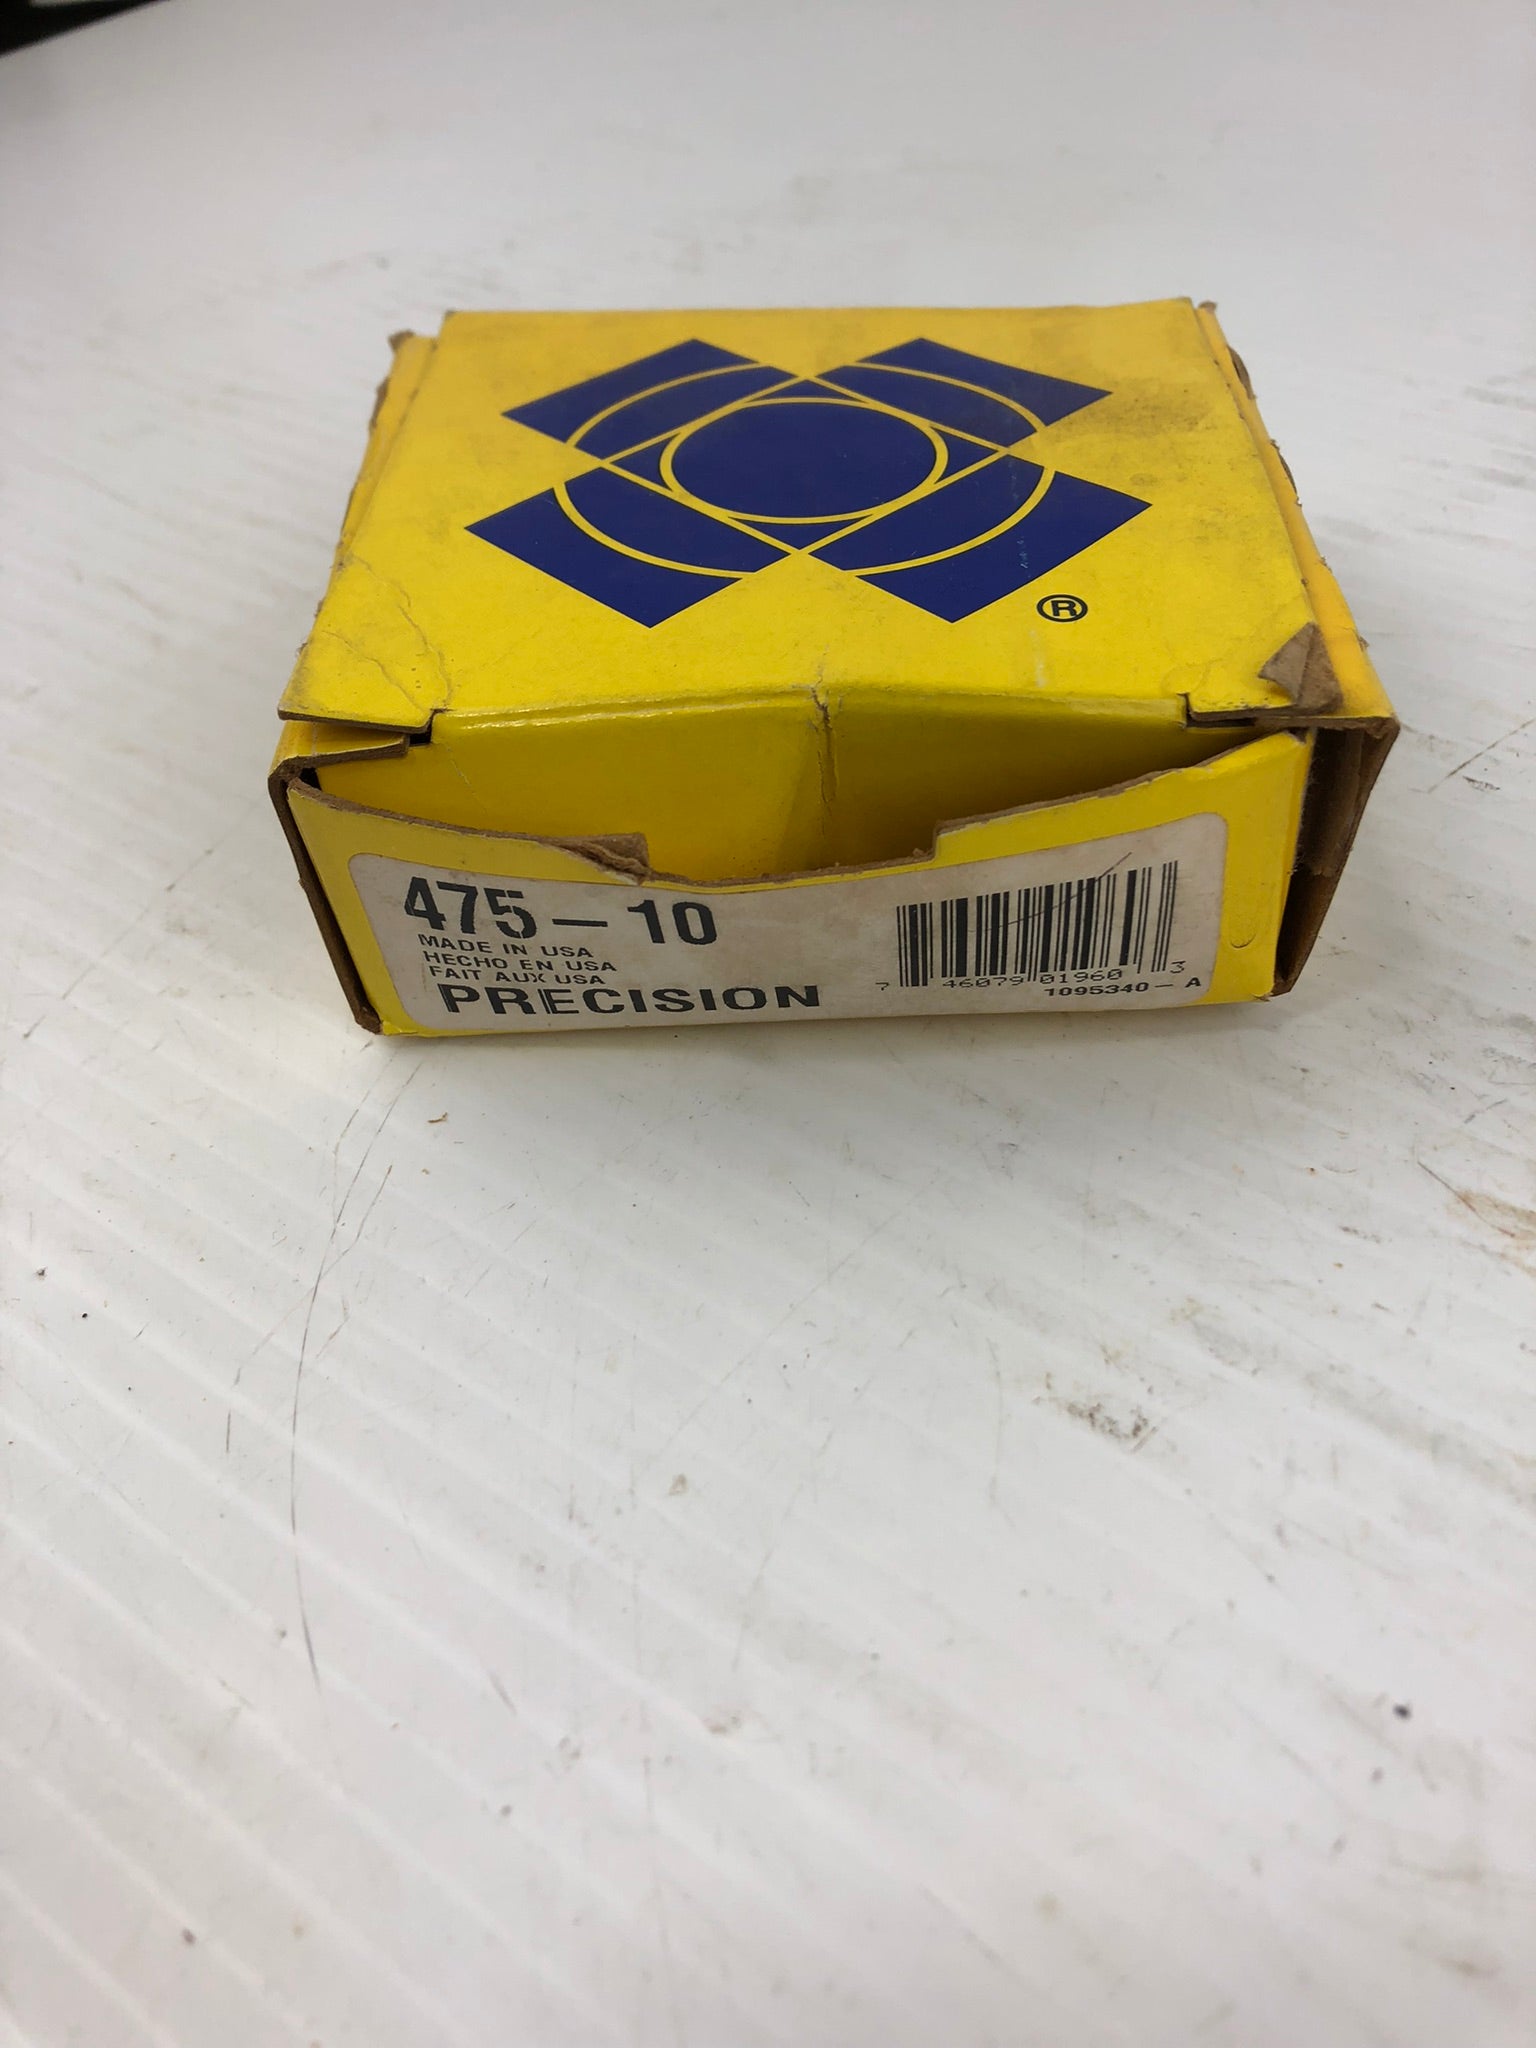 ®
475-10
MADE IN USA
HECHO EN USA
FAIT AUX USA
PRECISION
7 46079 01960 3
1095340-A